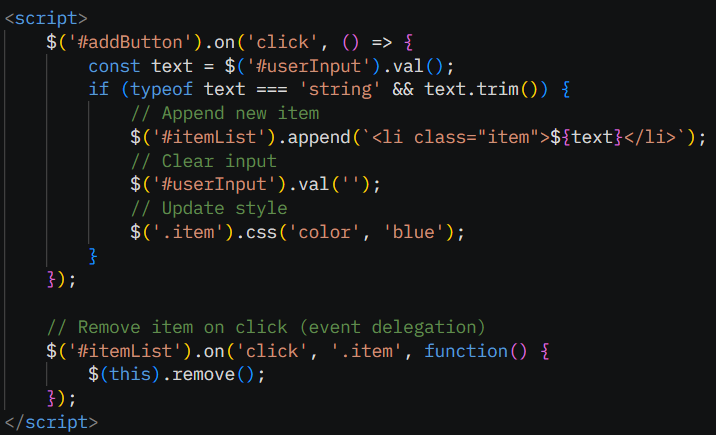 <script>
    $('#addButton').on('click', () => {
        const text = $('#userInput').val();
        if (typeof text === 'string' && text.trim()) {
            // Append new item
            $('#itemList').append(`<li class="item">${text}</li>`);
            // Clear input
            $('#userInput').val('');
            // Update style
            $('.item').css('color', 'blue');
        }
    });

    // Remove item on click (event delegation)
    $('#itemList').on('click', '.item', function() {
        $(this).remove();
    });
</script>